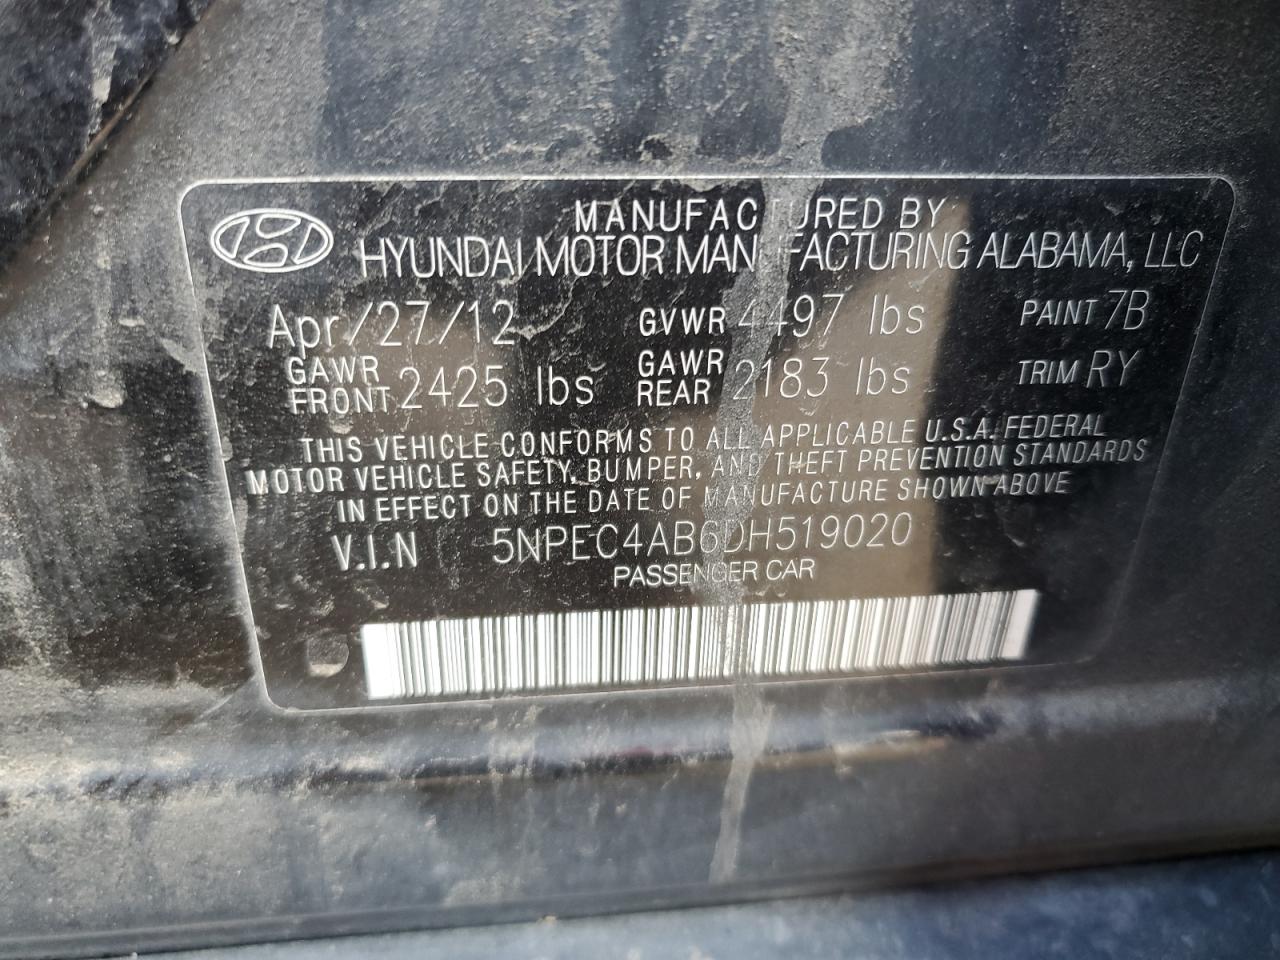 MANUFACTURED BY
HYUNDAI MOTOR MANUFACTURING ALABAMA, LLC
Apr/27/12 GVWR 4497 lbs PAINT 7B
GAWR FRONT 2425 lbs GAWR REAR 2183 lbs TRIM RY
THIS VEHICLE CONFORMS TO ALL APPLICABLE U.S.A. FEDERAL
MOTOR VEHICLE SAFETY, BUMPER, AND THEFT PREVENTION STANDARDS
IN EFFECT ON THE DATE OF MANUFACTURE SHOWN ABOVE
V.I.N 5NPEC4AB6DH519020
PASSENGER CAR